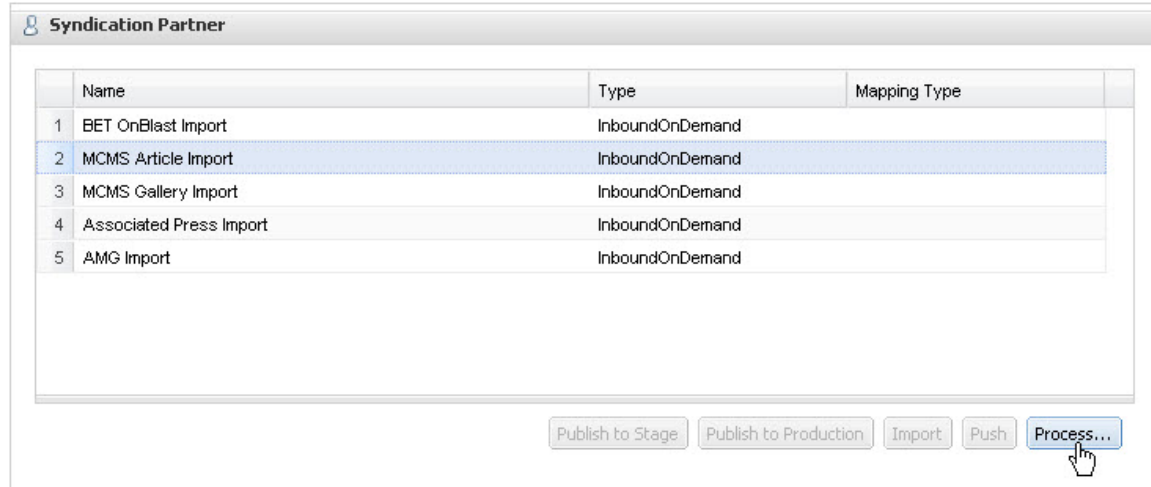 Syndication Partner
Name Type Mapping Type
1 BET OnBlast Import InboundOnDemand
2 MCMS Article Import InboundOnDemand
3 MCMS Gallery Import InboundOnDemand
4 Associated Press Import InboundOnDemand
5 AMG Import InboundOnDemand
Publish to Stage Publish to Production Import Push Process...